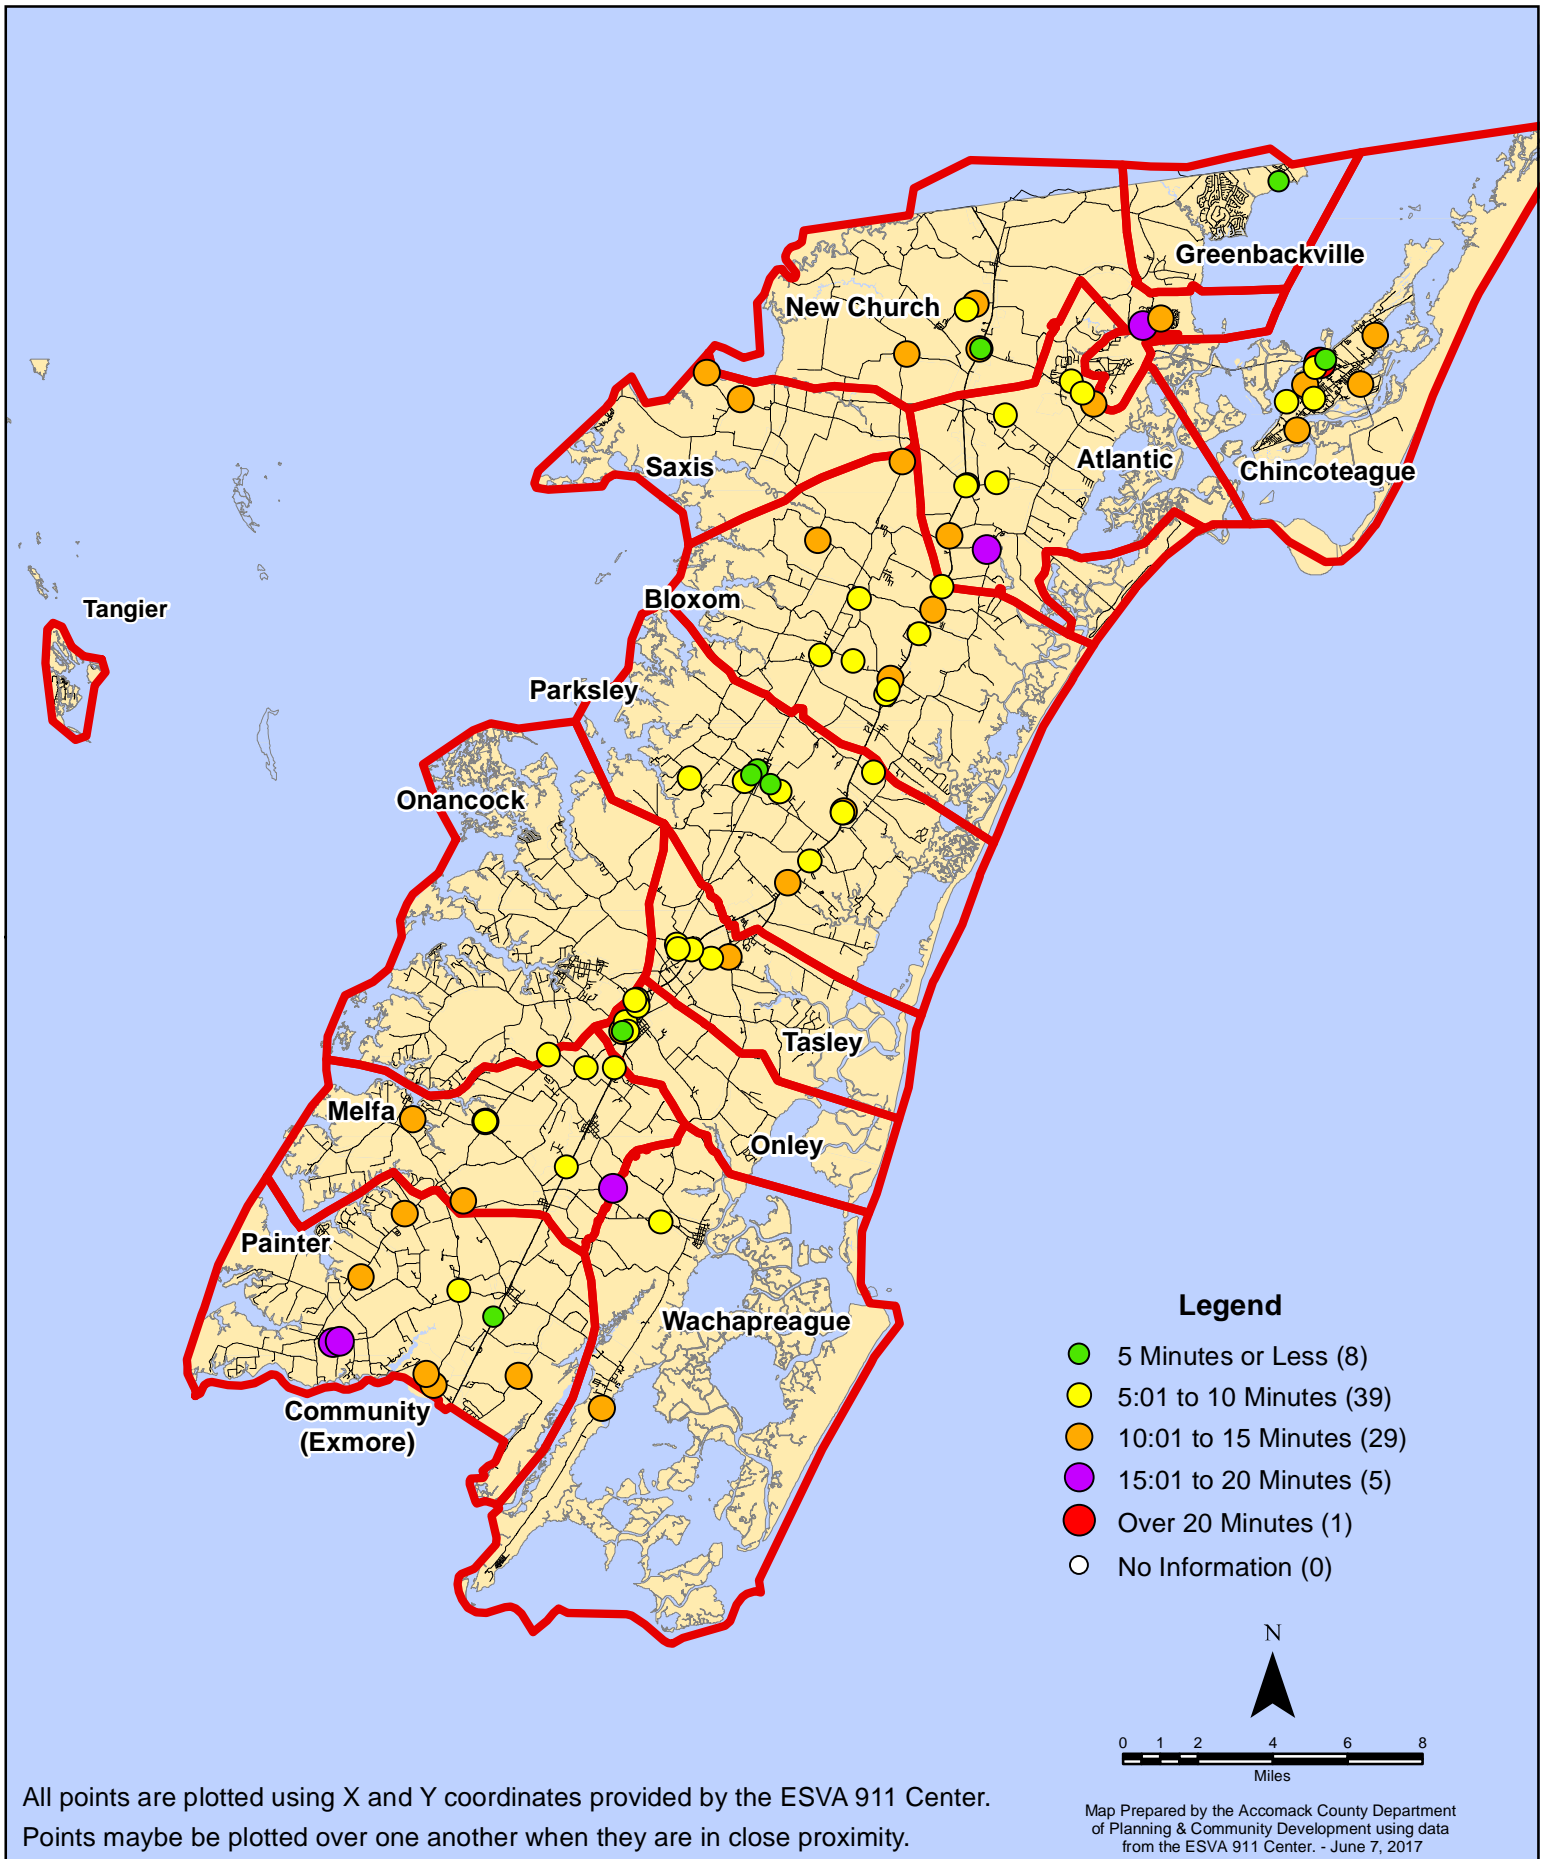 Greenbackville
New Church
Saxis
Atlantic
Chincoteague
Tangier
Bloxom
Parksley
Onancock
Tasley
Melfa
Onley
Painter
Wachapreague
Community
(Exmore)
Legend
5 Minutes or Less (8)
5:01 to 10 Minutes (39)
10:01 to 15 Minutes (29)
15:01 to 20 Minutes (5)
Over 20 Minutes (1)
No Information (0)
N
0 1 2 4 6 8
Miles
All points are plotted using X and Y coordinates provided by the ESVA 911 Center.
Points maybe be plotted over one another when they are in close proximity.
Map Prepared by the Accomack County Department
of Planning & Community Development using data
from the ESVA 911 Center. - June 7, 2017